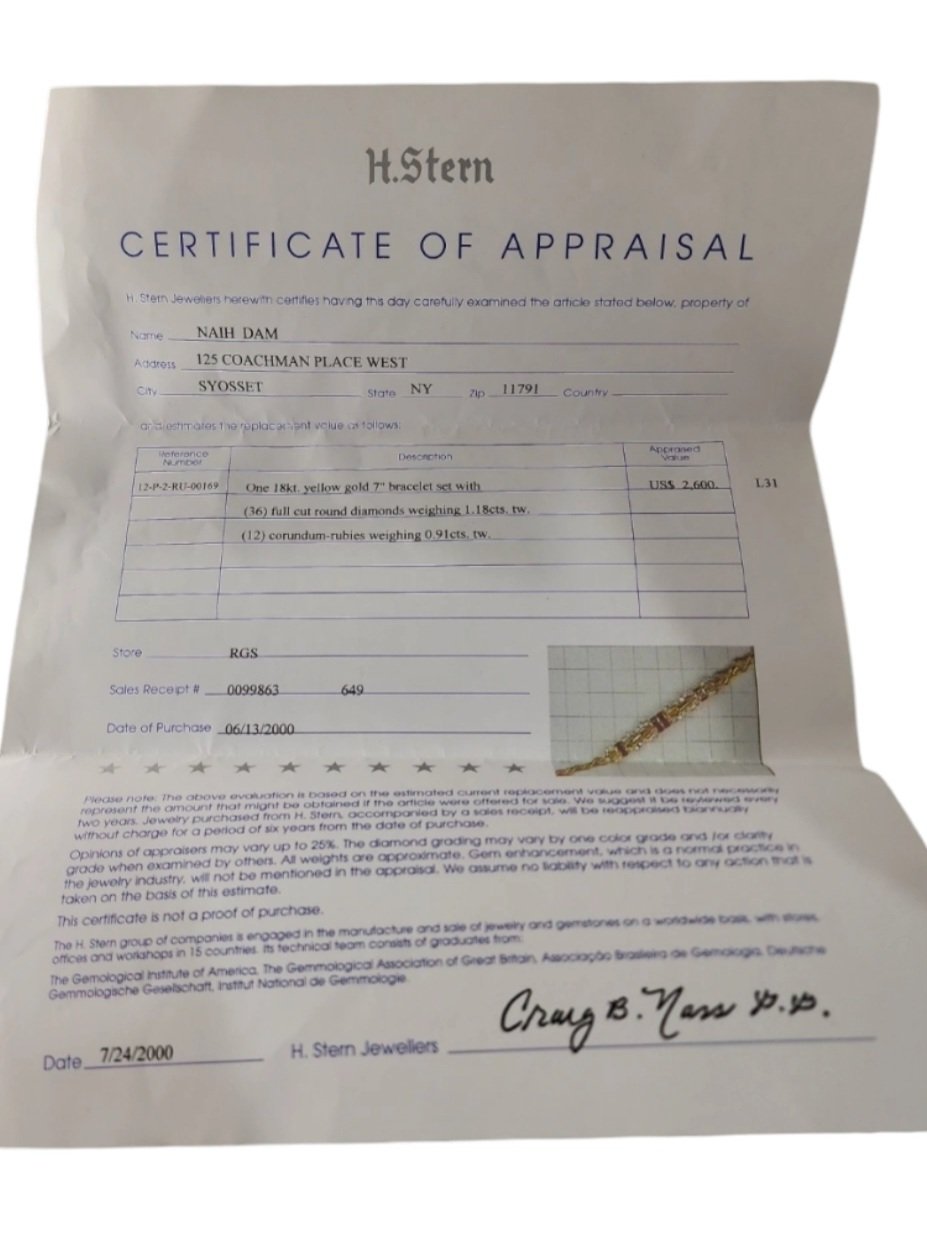 H.Stern
CERTIFICATE OF APPRAISAL
H. Stern Jewellers herewith certifies having this day carefully examined the article stated below, property of
Name NAIH DAM
Address 125 COACHMAN PLACE WEST
City SYOSSET State NY Zip 11791 Country
and estimates the replacement value as follows:
Reference Number Description Appraised Value
12-P-2-RU-00169 One 18kt. yellow gold 7" bracelet set with US$ 2,600. L31
(36) full cut round diamonds weighing 1.18cts. tw.
(12) corundum-rubies weighing 0.91cts. tw.
Store RGS
Sales Receipt # 0099863 649
Date of Purchase 06/13/2000
Please note: The above evaluation is based on the estimated current replacement value and does not necessarily
represent the amount that might be obtained if the article were offered for sale. We suggest it be reviewed every
two years. Jewelry purchased from H. Stern, accompanied by a sales receipt, will be reappraised biannually
without charge for a period of six years from the date of purchase.
Opinions of appraisers may vary up to 25%. The diamond grading may vary by one color grade and /or clarity
grade when examined by others. All weights are approximate. Gem enhancement, which is a normal practice in
the jewelry industry, will not be mentioned in the appraisal. We assume no liability with respect to any action that is
taken on the basis of this estimate.
This certificate is not a proof of purchase.
The H. Stern group of companies is engaged in the manufacture and sale of jewelry and gemstones on a worldwide basis, with stores,
offices and workshops in 15 countries. Its technical team consists of graduates from:
The Gemological Institute of America, The Gemmological Association of Great Britain, Associação Brasileira de Gemologia, Deutsche
Gemmologische Gesellschaft, Institut National de Gemmologie.
Craig B. Nass G.G.
Date 7/24/2000 H. Stern Jewellers